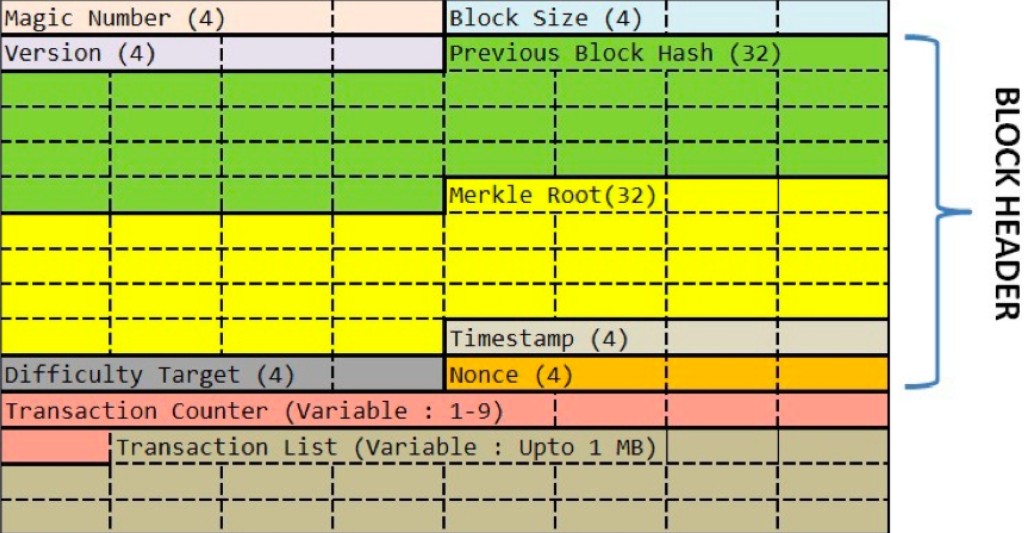 Magic Number (4)
Block Size (4)
Version (4)
Previous Block Hash (32)
Merkle Root(32)
Timestamp (4)
Difficulty Target (4)
Nonce (4)
Transaction Counter (Variable : 1-9)
Transaction List (Variable : Upto 1 MB)
BLOCK HEADER